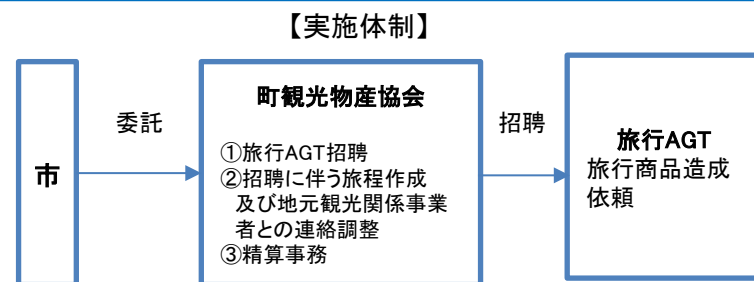 【実施体制】
市
委託
町観光物産協会
①旅行AGT招聘
②招聘に伴う旅程作成
及び地元観光関係事業
者との連絡調整
③精算事務
招聘
旅行AGT
旅行商品造成
依頼